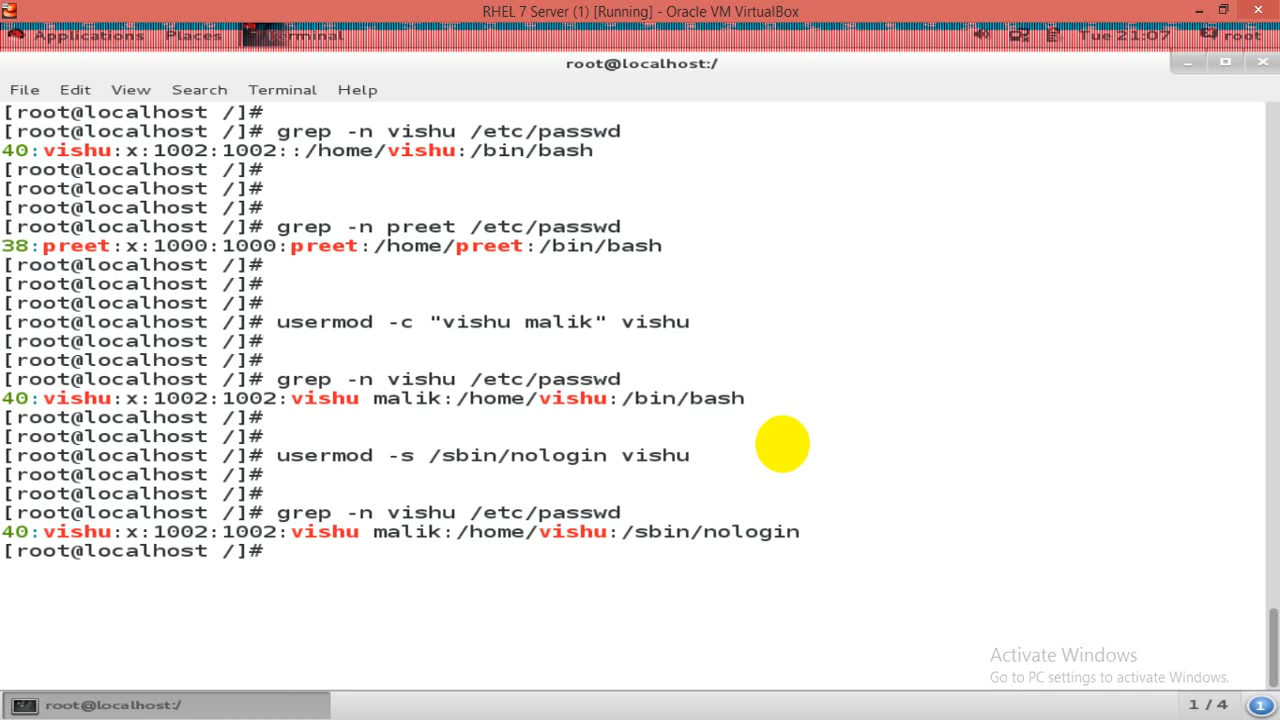 RHEL 7 Server (1) [Running] - Oracle VM VirtualBox
Applications Places Terminal Tue 21:07 root
root@localhost:/
File Edit View Search Terminal Help
[root@localhost /]#
[root@localhost /]# grep -n vishu /etc/passwd
40:vishu:x:1002:1002::/home/vishu:/bin/bash
[root@localhost /]#
[root@localhost /]#
[root@localhost /]#
[root@localhost /]# grep -n preet /etc/passwd
38:preet:x:1000:1000:preet:/home/preet:/bin/bash
[root@localhost /]#
[root@localhost /]#
[root@localhost /]#
[root@localhost /]# usermod -c "vishu malik" vishu
[root@localhost /]#
[root@localhost /]#
[root@localhost /]# grep -n vishu /etc/passwd
40:vishu:x:1002:1002:vishu malik:/home/vishu:/bin/bash
[root@localhost /]#
[root@localhost /]#
[root@localhost /]# usermod -s /sbin/nologin vishu
[root@localhost /]#
[root@localhost /]#
[root@localhost /]# grep -n vishu /etc/passwd
40:vishu:x:1002:1002:vishu malik:/home/vishu:/sbin/nologin
[root@localhost /]#
Activate Windows
Go to PC settings to activate Windows.
root@localhost:/ 1 / 4 1